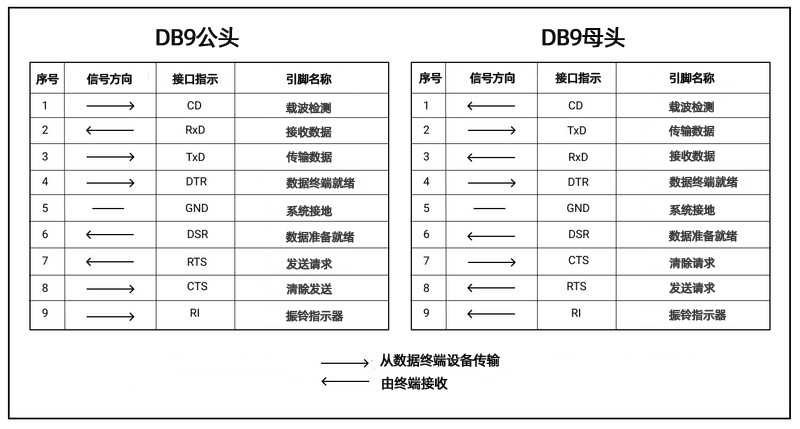 DB9公头
序号 信号方向 接口指示 引脚名称
1 CD 载波检测
2 RxD 接收数据
3 TxD 传输数据
4 DTR 数据终端就绪
5 GND 系统接地
6 DSR 数据准备就绪
7 RTS 发送请求
8 CTS 清除发送
9 RI 振铃指示器
DB9母头
序号 信号方向 接口指示 引脚名称
1 CD 载波检测
2 TxD 传输数据
3 RxD 接收数据
4 DTR 数据终端就绪
5 GND 系统接地
6 DSR 数据准备就绪
7 CTS 清除请求
8 RTS 发送请求
9 RI 振铃指示器
从数据终端设备传输
由终端接收